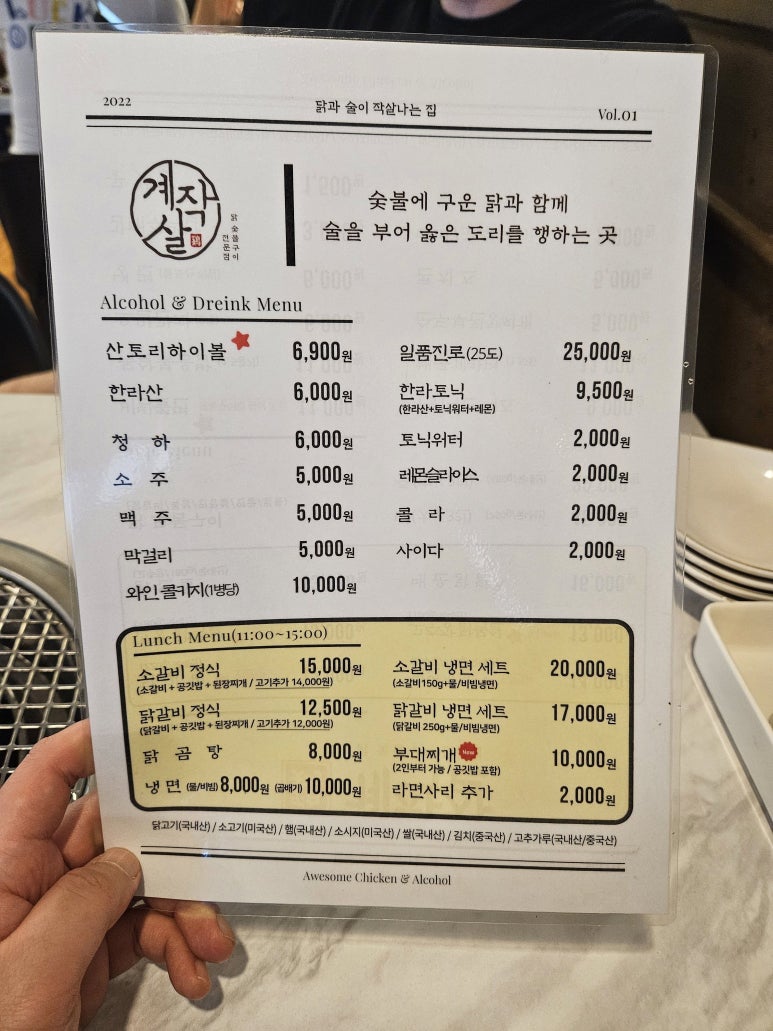 2022
닭과 술이 작살나는 집
Vol.01
계작살
닭 숯불구이 전문점
숯불에 구운 닭과 함께
술을 부어 옳은 도리를 행하는 곳
Alcohol & Dreink Menu
산토리하이볼 6,900원
한라산 6,000원
청 하 6,000원
소 주 5,000원
맥 주 5,000원
막걸리 5,000원
와인 콜키지(1병당) 10,000원
일품진로(25도) 25,000원
한라토닉 9,500원
(한라산+토닉워터+레몬)
토닉워터 2,000원
레몬슬라이스 2,000원
콜 라 2,000원
사이다 2,000원
Lunch Menu(11:00~15:00)
소갈비 정식 15,000원
(소갈비 + 공깃밥 + 된장찌개 / 고기추가 14,000원)
닭갈비 정식 12,500원
(닭갈비 + 공깃밥 + 된장찌개 / 고기추가 12,000원)
닭 곰 탕 8,000원
냉 면 (물/비빔) 8,000원 (곱배기) 10,000원
소갈비 냉면 세트 20,000원
(소갈비150g+물/비빔냉면)
닭갈비 냉면 세트 17,000원
(닭갈비 250g+물/비빔냉면)
부대찌개 New 10,000원
(2인부터 가능 / 공깃밥 포함)
라면사리 추가 2,000원
닭고기(국내산) / 소고기(미국산) / 햄(국내산) / 소시지(미국산) / 쌀(국내산) / 김치(중국산) / 고추가루(국내산/중국산)
Awesome Chicken & Alcohol